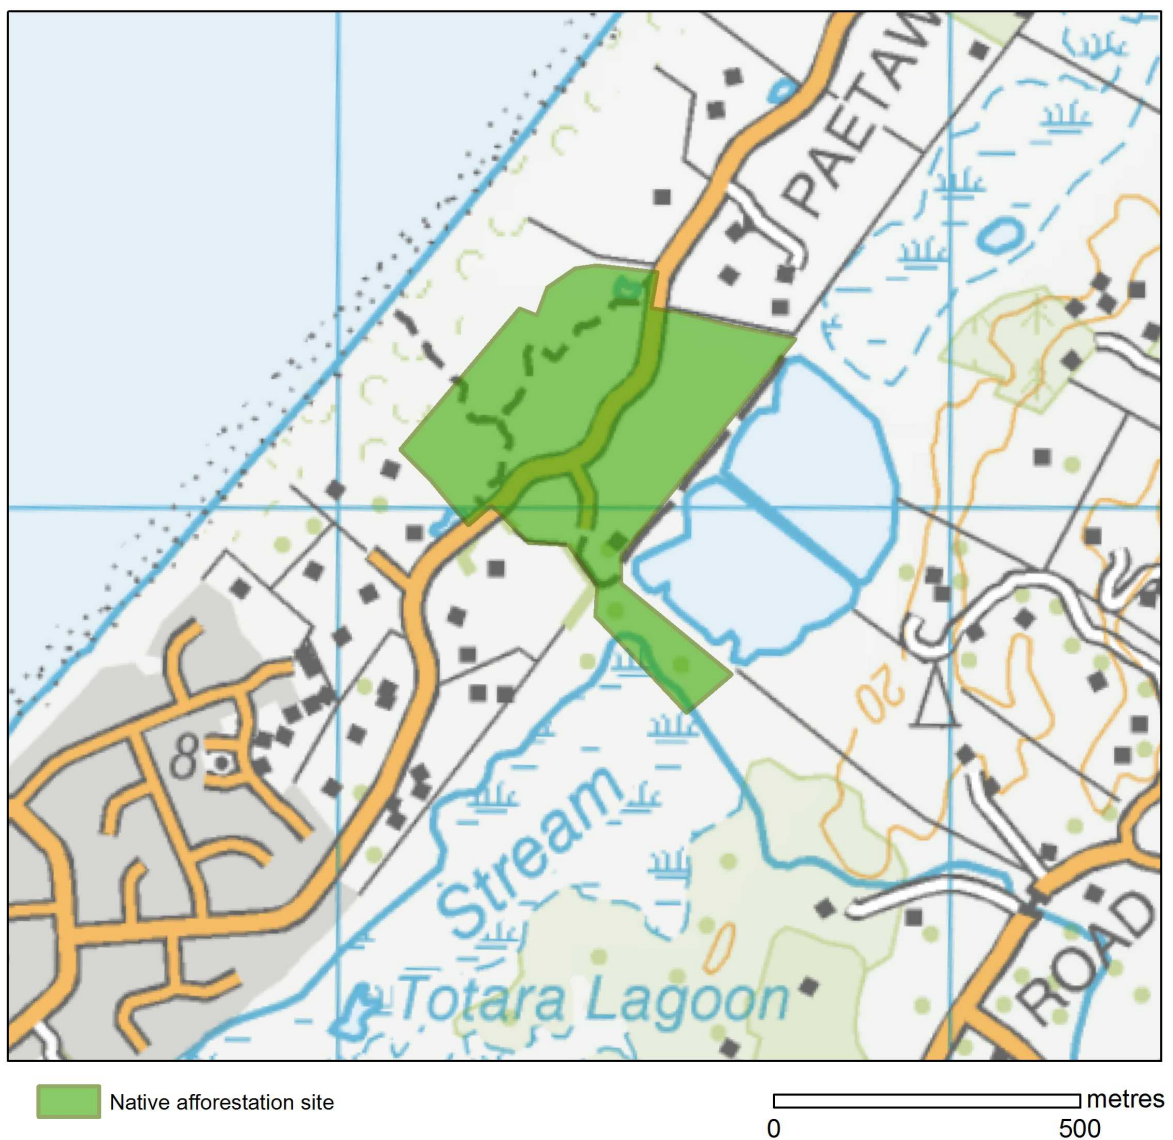 PAETAW
20
8
Stream
Totara Lagoon
ROAD
Native afforestation site
metres
0 500